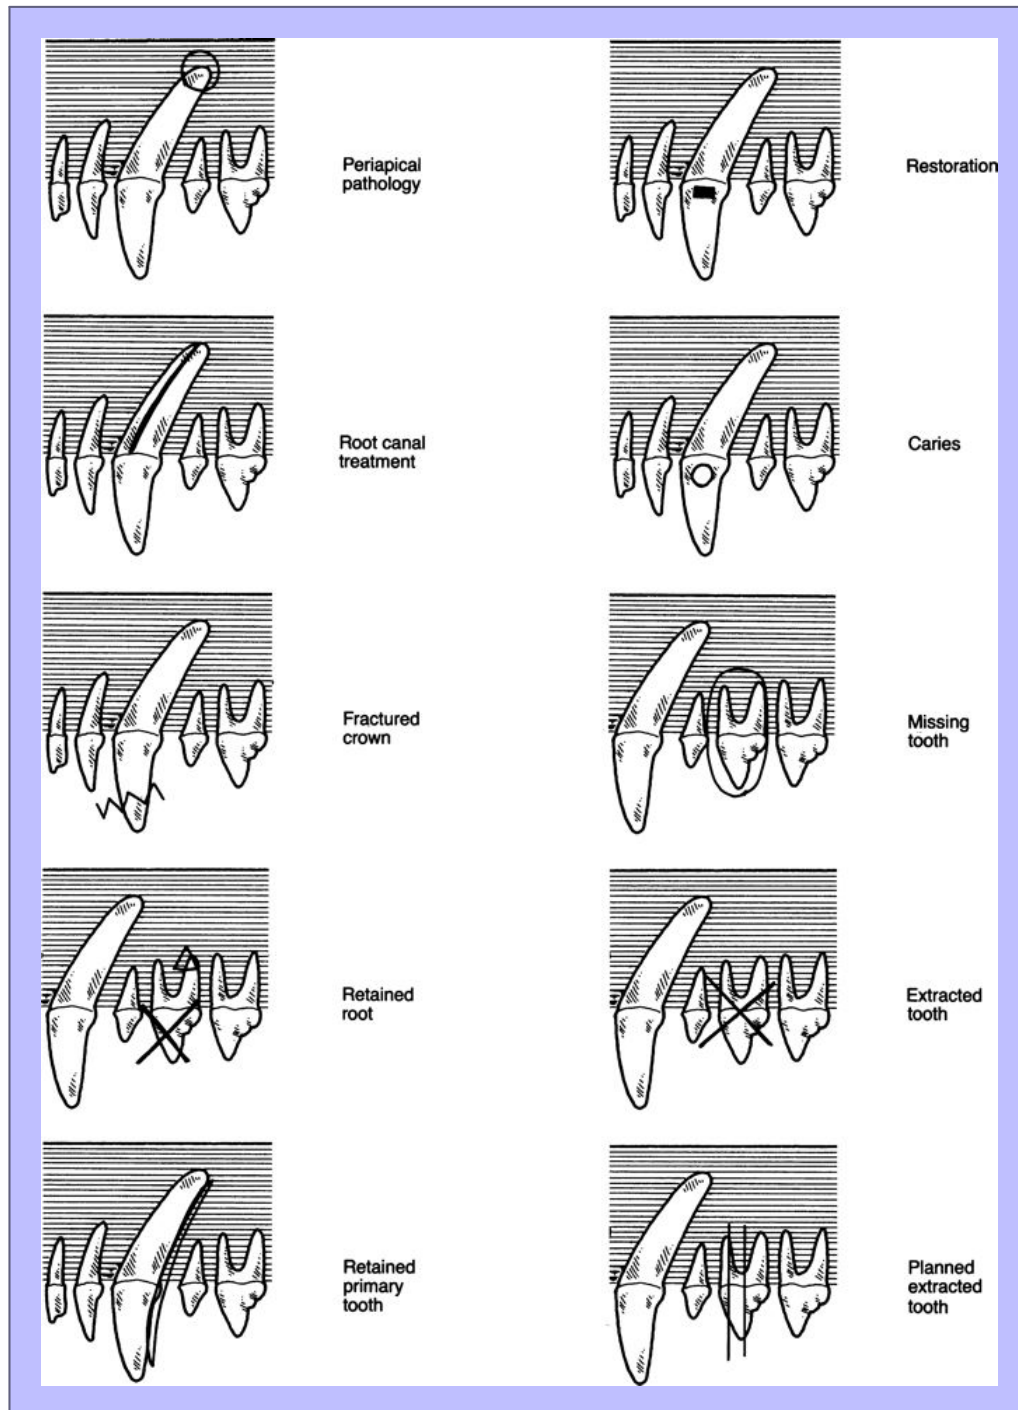 Periapical
pathology
Restoration
Root canal
treatment
Caries
Fractured
crown
Missing
tooth
Retained
root
Extracted
tooth
Retained
primary
tooth
Planned
extracted
tooth